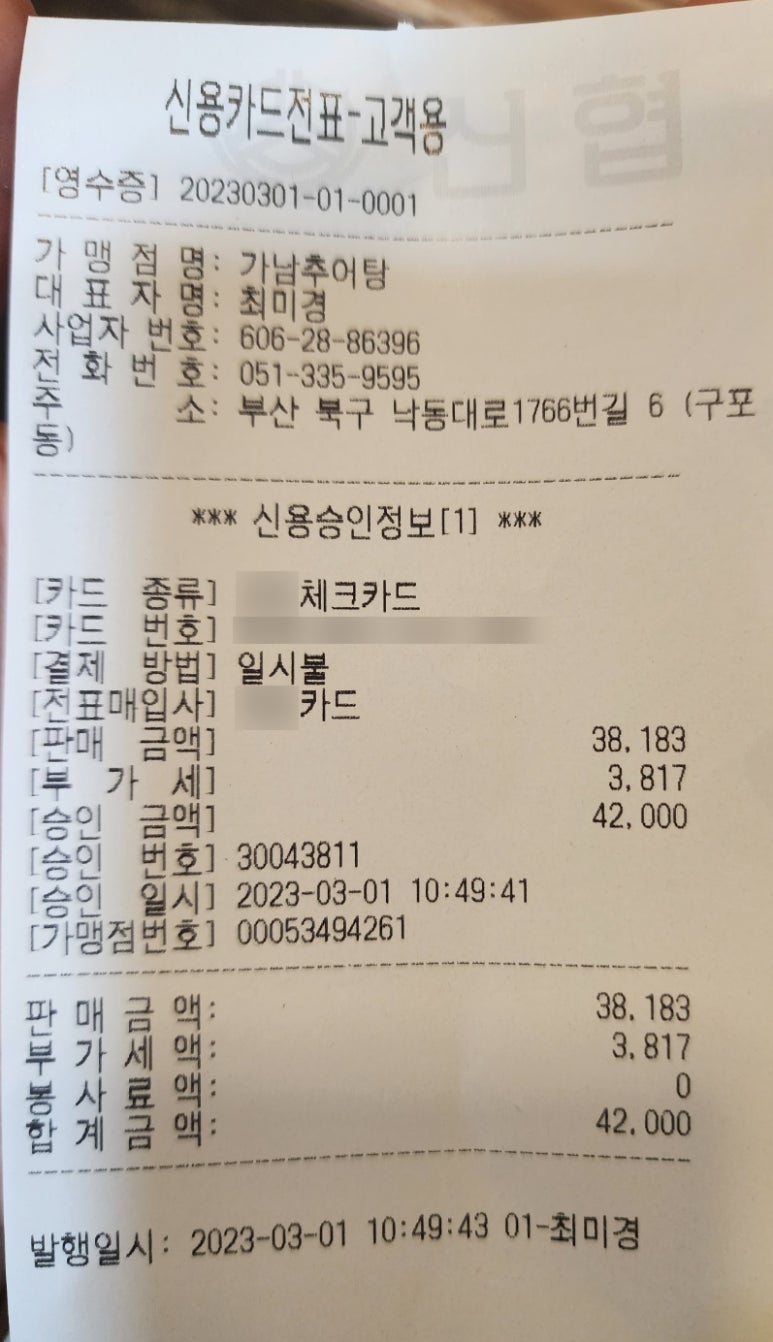 신용카드전표-고객용
[영수증] 20230301-01-0001
가 맹 점 명: 가남추어탕
대 표 자 명: 최미경
사업자 번호: 606-28-86396
전 화 번 호: 051-335-9595
주 소: 부산 북구 낙동대로1766번길 6 (구포
동)
*** 신용승인정보[1] ***
[카드 종류] 체크카드
[카드 번호]
[결제 방법] 일시불
[전표매입사] 카드
[판매 금액] 38,183
[부 가 세] 3,817
[승인 금액] 42,000
[승인 번호] 30043811
[승인 일시] 2023-03-01 10:49:41
[가맹점번호] 00053494261
판 매 금 액: 38,183
부 가 세 액: 3,817
봉 사 료 액: 0
합 계 금 액: 42,000
발행일시: 2023-03-01 10:49:43 01-최미경
신협